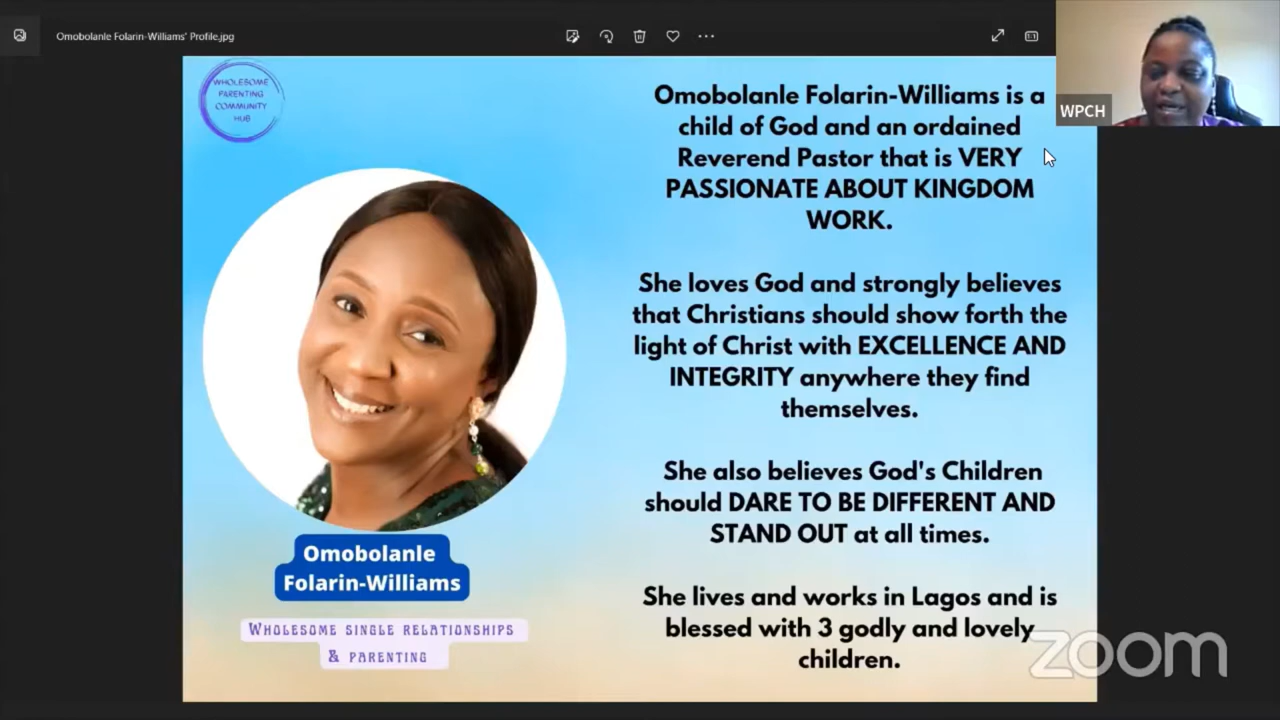 Omobolanle Folarin-Williams' Profile.jpg
WHOLESOME
PARENTING
COMMUNITY
HUB
Omobolanle Folarin-Williams is a
child of God and an ordained
Reverend Pastor that is VERY
PASSIONATE ABOUT KINGDOM
WORK.
She loves God and strongly believes
that Christians should show forth the
light of Christ with EXCELLENCE AND
INTEGRITY anywhere they find
themselves.
She also believes God's Children
should DARE TO BE DIFFERENT AND
STAND OUT at all times.
She lives and works in Lagos and is
blessed with 3 godly and lovely
children.
Omobolanle
Folarin-Williams
WHOLESOME SINGLE RELATIONSHIPS
& PARENTING
WPCH
zoom